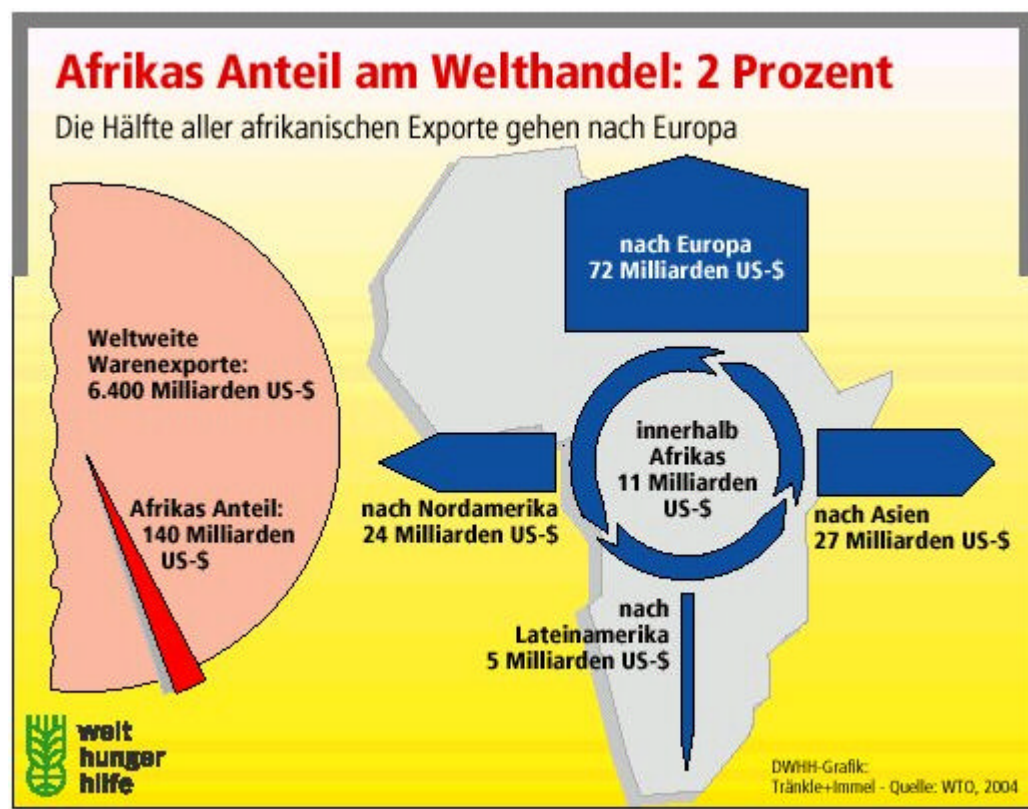 Afrikas Anteil am Welthandel: 2 Prozent
Die Hälfte aller afrikanischen Exporte gehen nach Europa
Weltweite
Warenexporte:
6.400 Milliarden US-$
Afrikas Anteil:
140 Milliarden
US-$
nach Europa
72 Milliarden US-$
innerhalb
Afrikas
11 Milliarden
US-$
nach Nordamerika
24 Milliarden US-$
nach Asien
27 Milliarden US-$
nach
Lateinamerika
5 Milliarden US-$
welt
hunger
hilfe
DWHH-Grafik:
Tränkle+Immel - Quelle: WTO, 2004